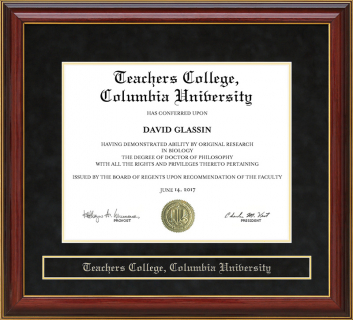 Teachers College,
Columbia University
HAS CONFERRED UPON
DAVID GLASSIN
HAVING DEMONSTRATED ABILITY BY ORIGINAL RESEARCH
IN BIOLOGY
THE DEGREE OF DOCTOR OF PHILOSOPHY
WITH ALL THE RIGHTS AND PRIVILEGES THERETO PERTAINING
ISSUED BY THE BOARD OF REGENTS UPON RECOMMENDATION OF THE FACULTY
JUNE 14, 2017
PROVOST PRESIDENT
Teachers College, Columbia University